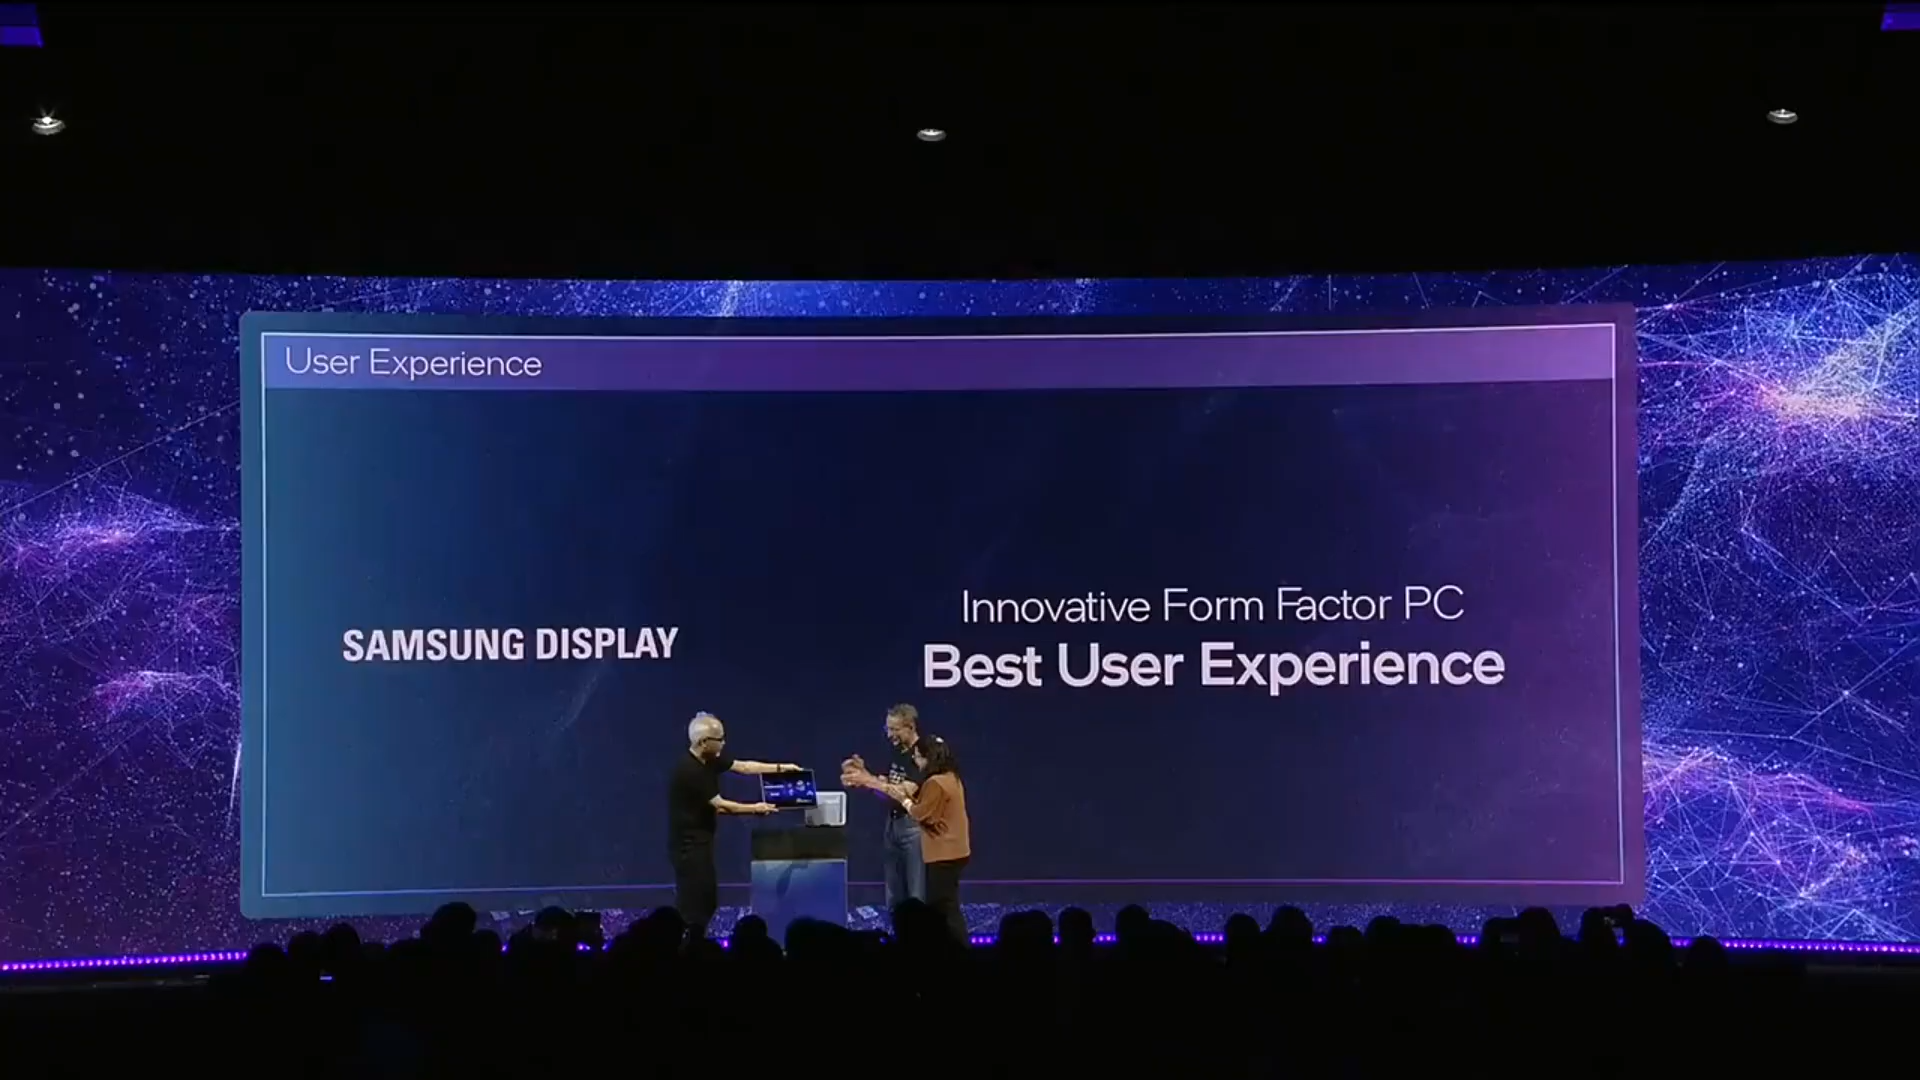 User Experience
SAMSUNG DISPLAY
Innovative Form Factor PC
Best User Experience